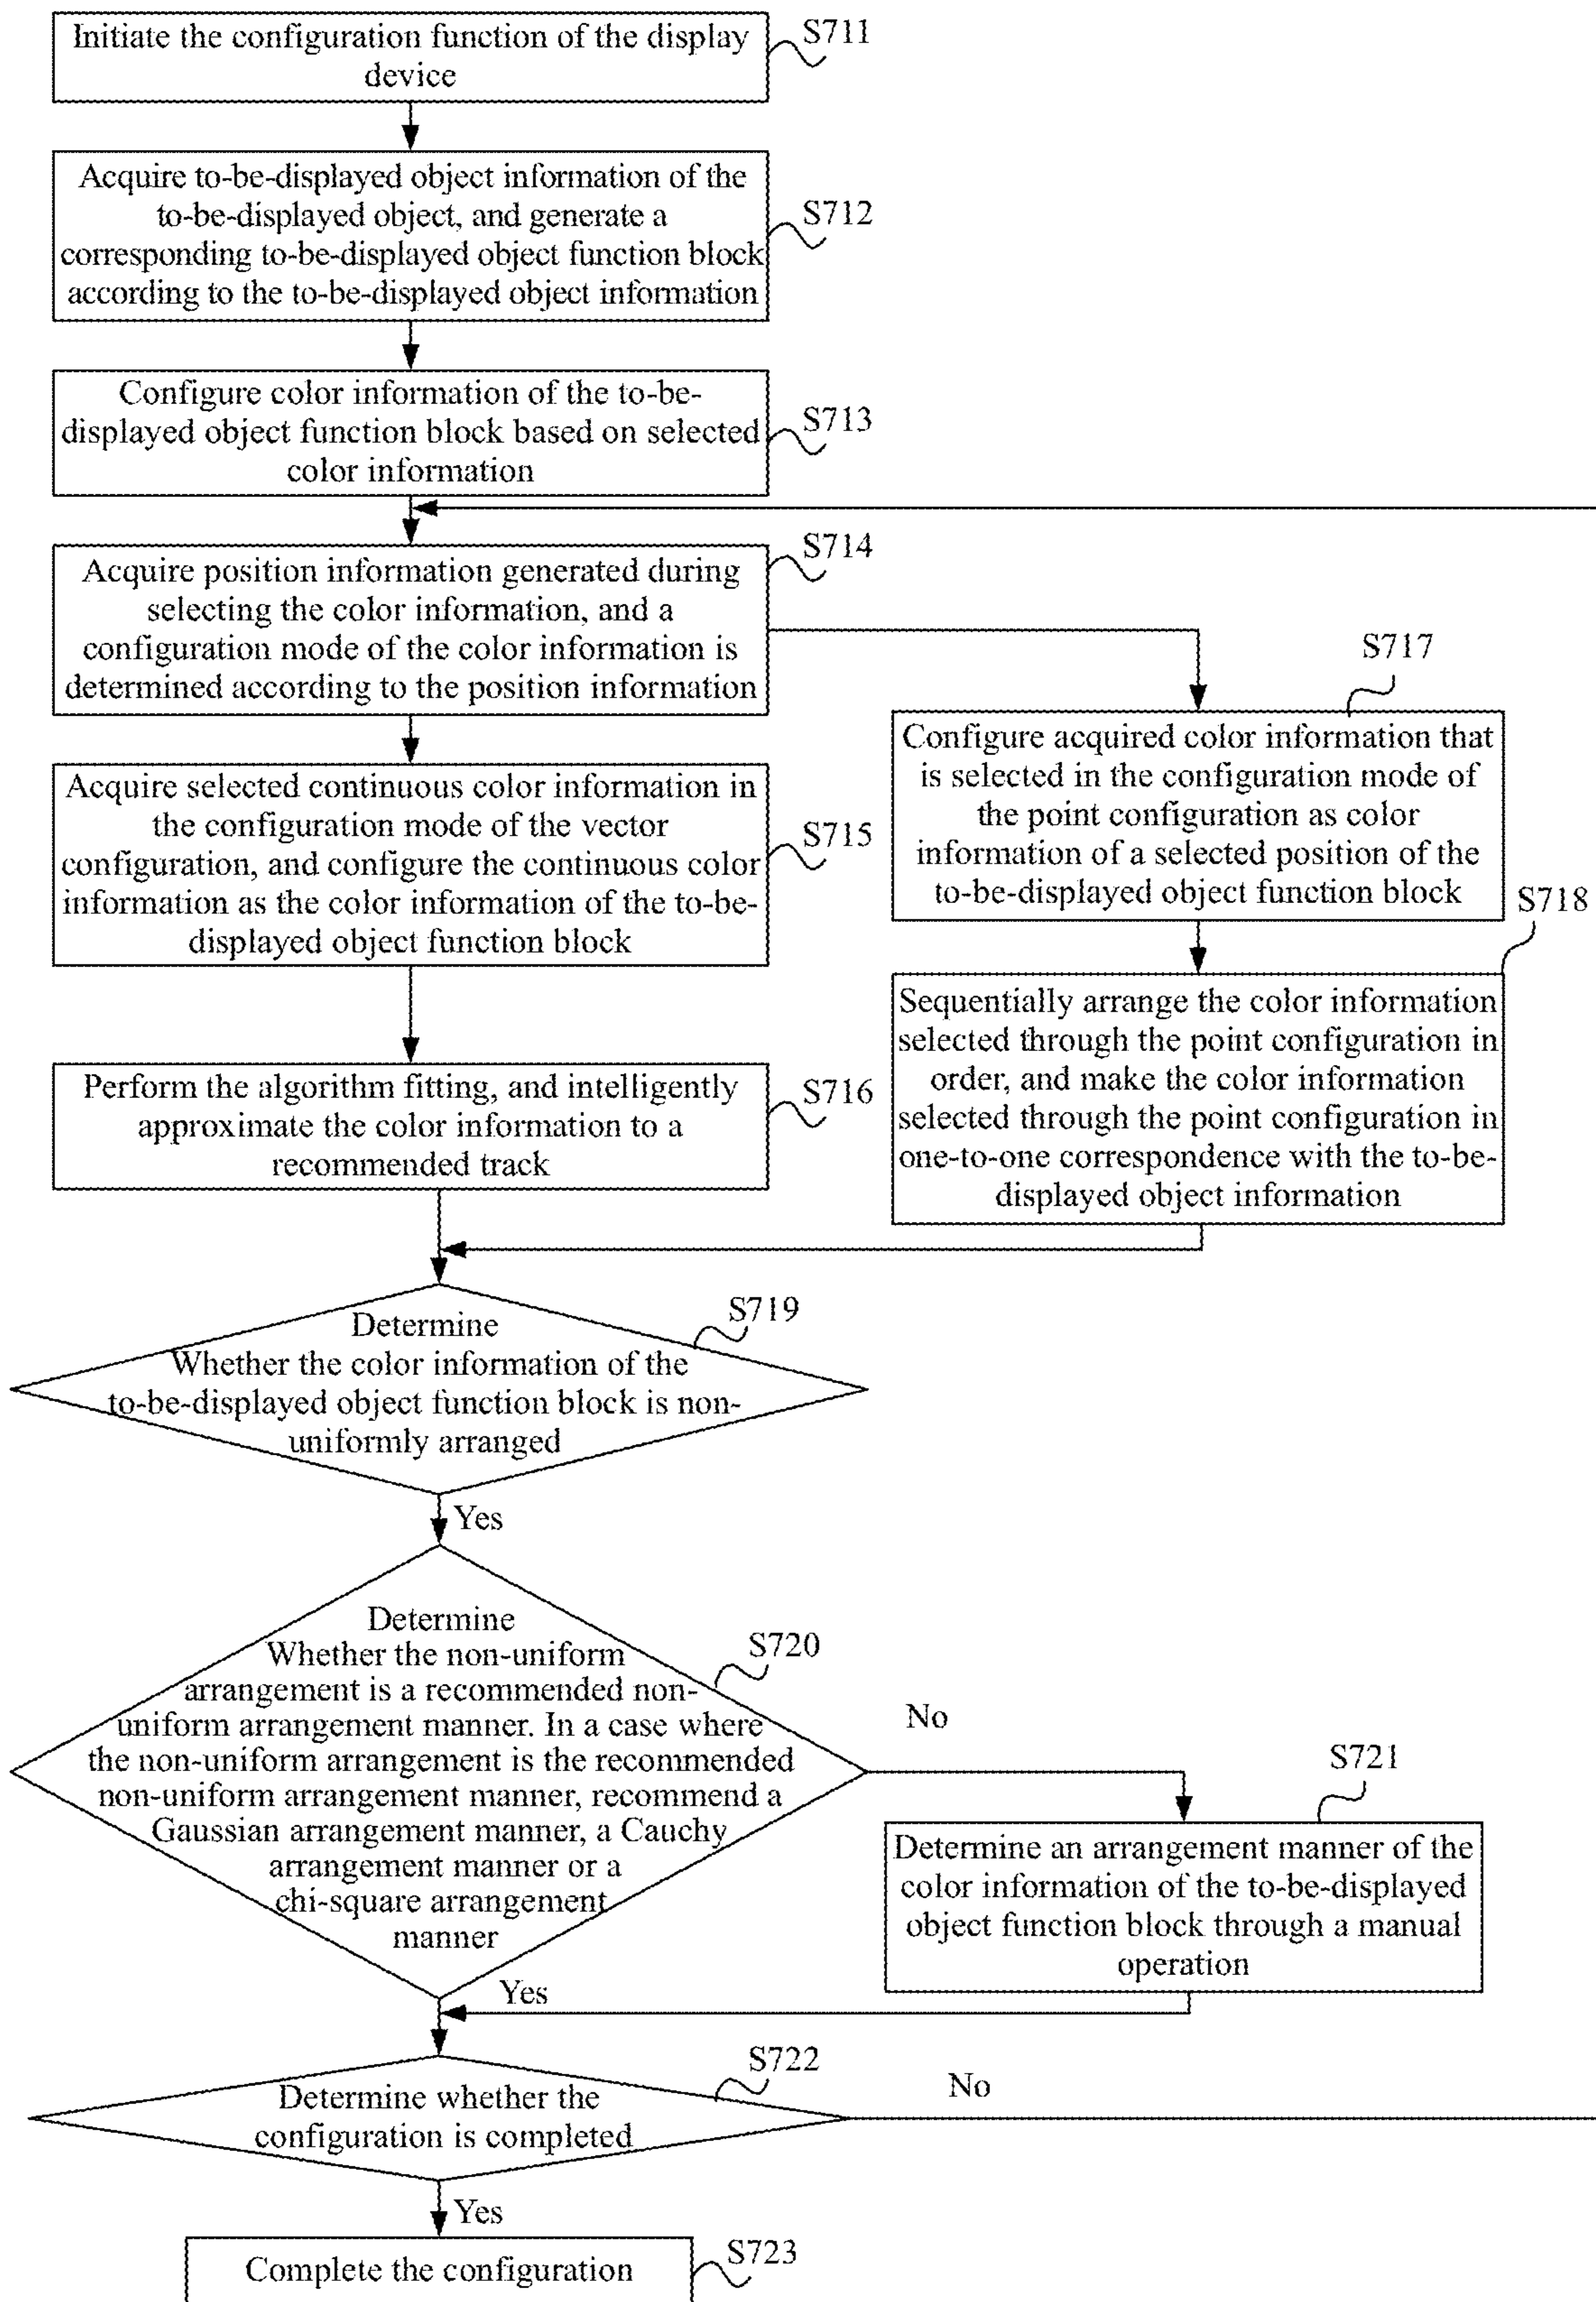 Initiate the configuration function of the display
device
S711
Acquire to-be-displayed object information of the
to-be-displayed object, and generate a
corresponding to-be-displayed object function block
according to the to-be-displayed object information
S712
Configure color information of the to-be-
displayed object function block based on selected
color information
S713
Acquire position information generated during
selecting the color information, and a
configuration mode of the color information is
determined according to the position information
S714
Acquire selected continuous color information in
the configuration mode of the vector
configuration, and configure the continuous color
information as the color information of the to-be-
displayed object function block
S715
Perform the algorithm fitting, and intelligently
approximate the color information to a
recommended track
S716
S717
Configure acquired color information that
is selected in the configuration mode of
the point configuration as color
information of a selected position of the
to-be-displayed object function block
S718
Sequentially arrange the color information
selected through the point configuration in
order, and make the color information
selected through the point configuration in
one-to-one correspondence with the to-be-
displayed object information
S719
Determine
Whether the color information of the
to-be-displayed object function block is non-
uniformly arranged
Yes
S720
Determine
Whether the non-uniform
arrangement is a recommended non-
uniform arrangement manner. In a case where
the non-uniform arrangement is the recommended
non-uniform arrangement manner, recommend a
Gaussian arrangement manner, a Cauchy
arrangement manner or a
chi-square arrangement
manner
No
S721
Determine an arrangement manner of the
color information of the to-be-displayed
object function block through a manual
operation
Yes
S722
Determine whether the
configuration is completed
No
Yes
Complete the configuration
S723